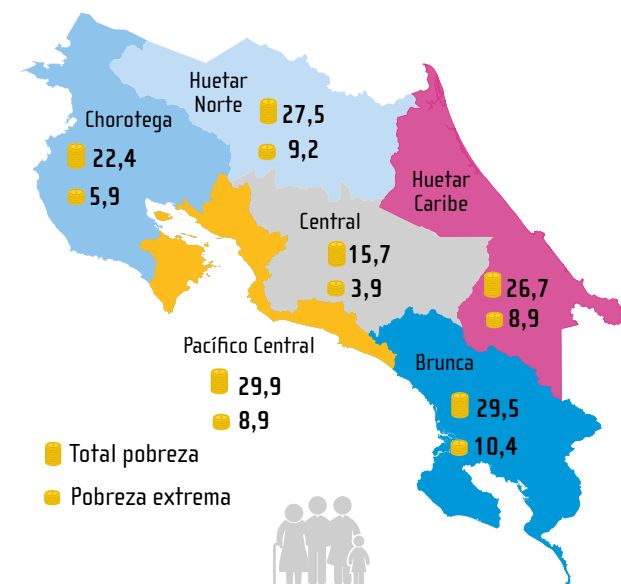 Huetar
Norte
27,5
9,2
Chorotega
22,4
5,9
Huetar
Caribe
26,7
8,9
Central
15,7
3,9
Pacífico Central
29,9
8,9
Brunca
29,5
10,4
Total pobreza
Pobreza extrema